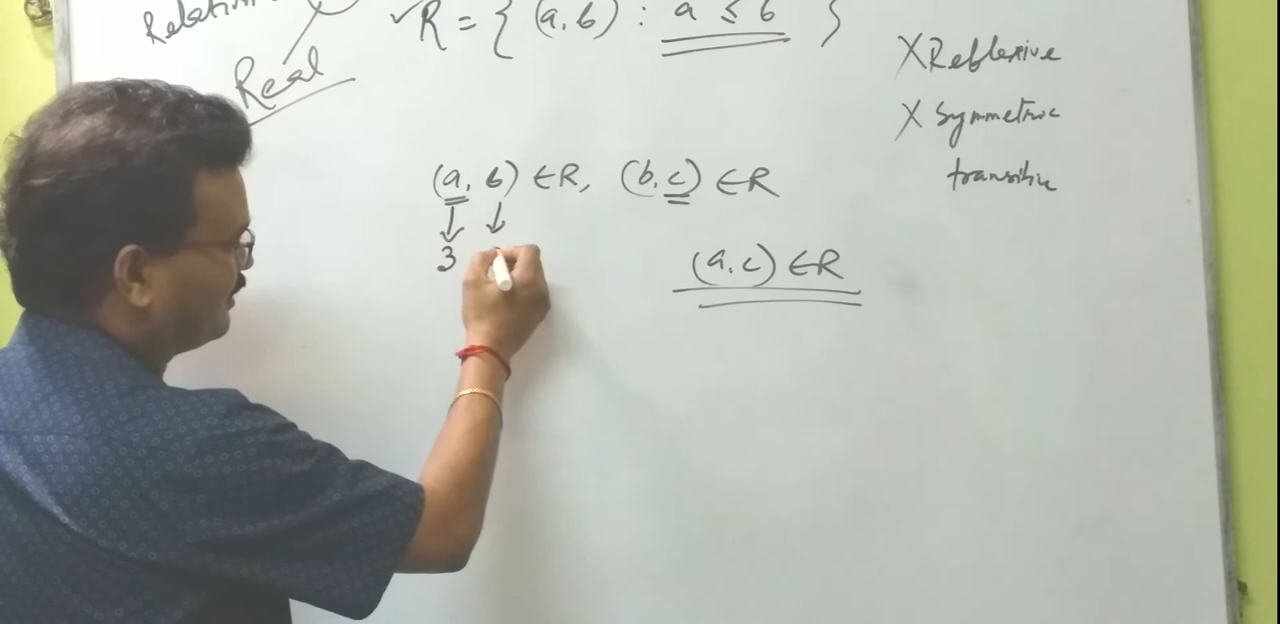 Relation
R = { (a, b) : a ≤ b }
Real
X Reflexive
X Symmetric
transitive
(a, b) ∈ R, (b, c) ∈ R
↓ ↓
3
(a, c) ∈ R